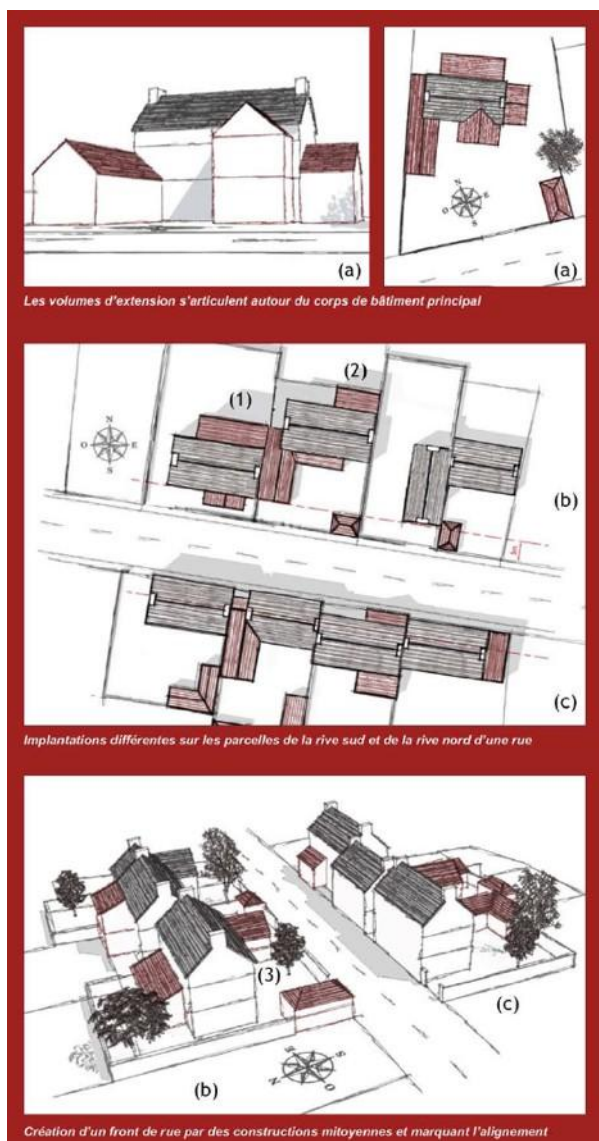 (a)
(a)
Les volumes d'extension s'articulent autour du corps de bâtiment principal
(2)
(1)
N
O E
S
(b)
(c)
Implantations différentes sur les parcelles de la rive sud et de la rive nord d'une rue
(3)
(c)
(b)
Création d'un front de rue par des constructions mitoyennes et marquant l'alignement